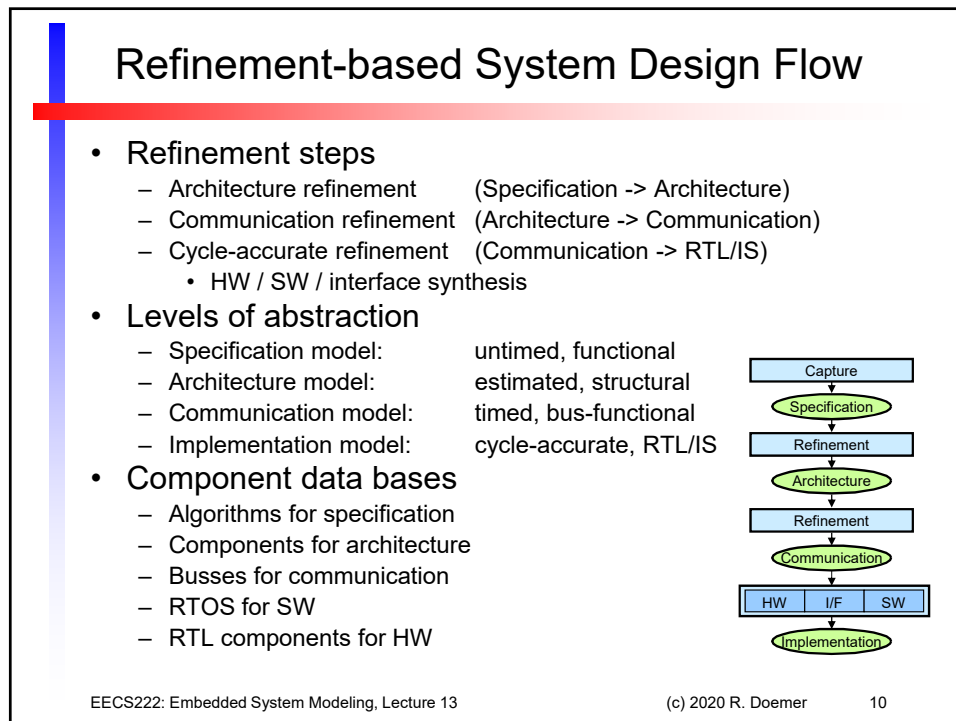 Refinement-based System Design Flow
• Refinement steps
– Architecture refinement (Specification -> Architecture)
– Communication refinement (Architecture -> Communication)
– Cycle-accurate refinement (Communication -> RTL/IS)
• HW / SW / interface synthesis
• Levels of abstraction
– Specification model: untimed, functional
– Architecture model: estimated, structural
– Communication model: timed, bus-functional
– Implementation model: cycle-accurate, RTL/IS
• Component data bases
– Algorithms for specification
– Components for architecture
– Busses for communication
– RTOS for SW
– RTL components for HW
Capture
Specification
Refinement
Architecture
Refinement
Communication
HW I/F SW
Implementation
EECS222: Embedded System Modeling, Lecture 13 (c) 2020 R. Doemer 10